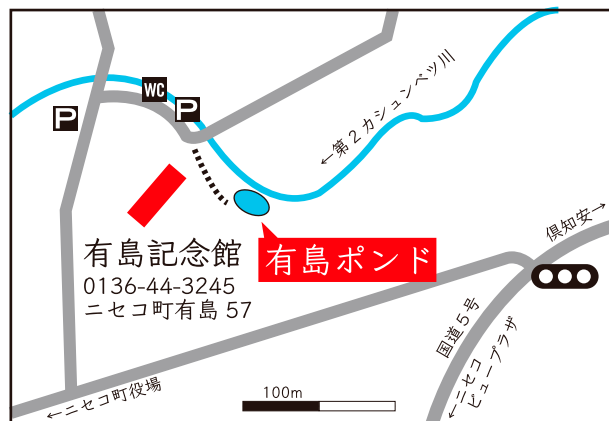 WC
P
P
←第2カシュンベツ川
倶知安→
有島記念館
0136-44-3245
ニセコ町有島 57
有島ポンド
国道5号
←ニセコ
ビュープラザ
←ニセコ町役場
100m